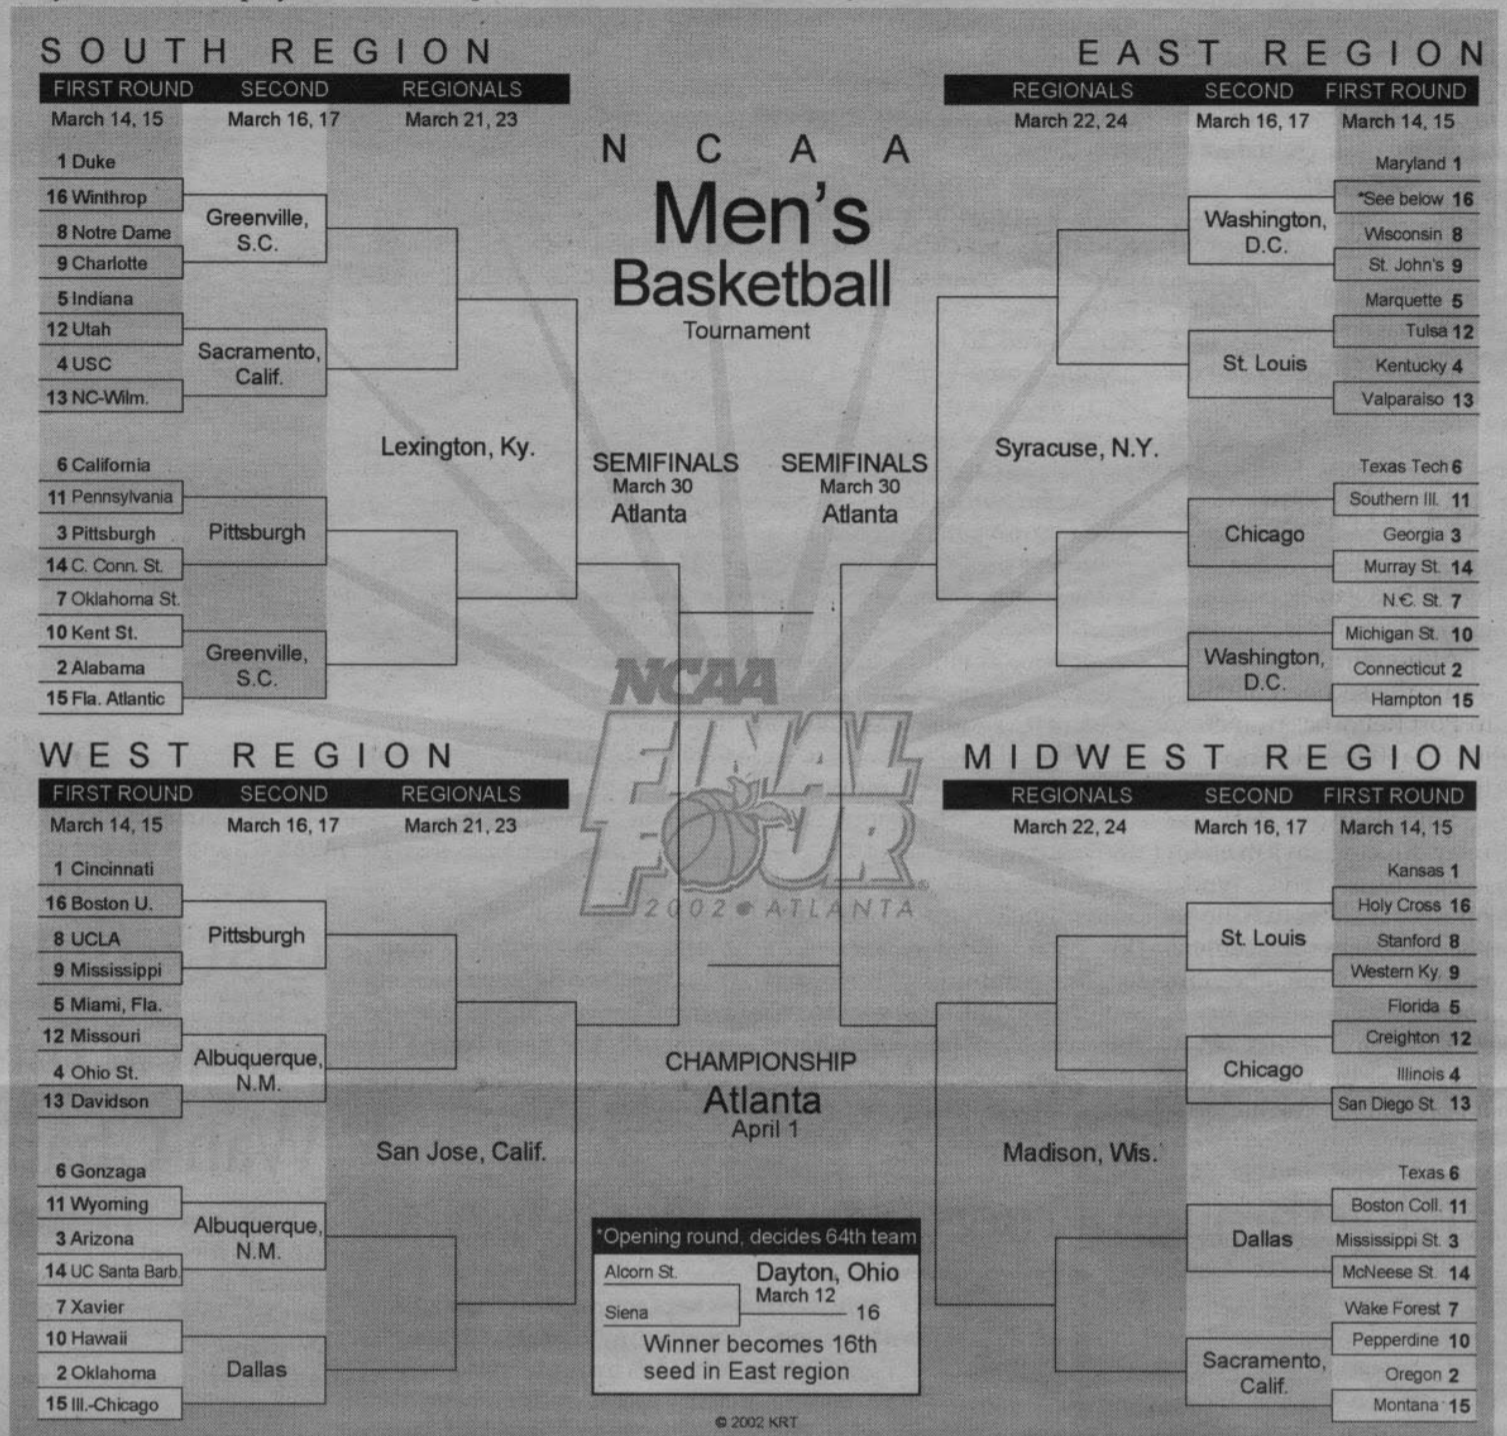 SOUTH REGION
FIRST ROUND SECOND REGIONALS
March 14, 15 March 16, 17 March 21, 23
1 Duke
16 Winthrop
8 Notre Dame
9 Charlotte
Greenville,
S.C.
5 Indiana
12 Utah
4 USC
13 NC-Wilm.
Sacramento,
Calif.
Lexington, Ky.
6 California
11 Pennsylvania
3 Pittsburgh
14 C. Conn. St.
Pittsburgh
7 Oklahoma St.
10 Kent St.
2 Alabama
15 Fla. Atlantic
Greenville,
S.C.
NCAA
Men's
Basketball
Tournament
SEMIFINALS
March 30
Atlanta
SEMIFINALS
March 30
Atlanta
EAST REGION
REGIONALS SECOND FIRST ROUND
March 22, 24 March 16, 17 March 14, 15
Maryland 1
*See below 16
Wisconsin 8
St. John's 9
Washington,
D.C.
Marquette 5
Tulsa 12
Kentucky 4
Valparaiso 13
St. Louis
Syracuse, N.Y.
Texas Tech 6
Southern Ill. 11
Georgia 3
Murray St. 14
Chicago
N.C. St. 7
Michigan St. 10
Connecticut 2
Hampton 15
Washington,
D.C.
NCAA
FINAL
FOUR
®
2002 ATLANTA
WEST REGION
FIRST ROUND SECOND REGIONALS
March 14, 15 March 16, 17 March 21, 23
1 Cincinnati
16 Boston U.
8 UCLA
9 Mississippi
Pittsburgh
5 Miami, Fla.
12 Missouri
4 Ohio St.
13 Davidson
Albuquerque,
N.M.
San Jose, Calif.
6 Gonzaga
11 Wyoming
3 Arizona
14 UC Santa Barb.
Albuquerque,
N.M.
7 Xavier
10 Hawaii
2 Oklahoma
15 Ill.-Chicago
Dallas
CHAMPIONSHIP
Atlanta
April 1
*Opening round, decides 64th team
Alcorn St.
Siena
Dayton, Ohio
March 12
16
Winner becomes 16th
seed in East region
© 2002 KRT
MIDWEST REGION
REGIONALS SECOND FIRST ROUND
March 22, 24 March 16, 17 March 14, 15
Kansas 1
Holy Cross 16
Stanford 8
Western Ky. 9
St. Louis
Florida 5
Creighton 12
Illinois 4
San Diego St. 13
Chicago
Madison, Wis.
Texas 6
Boston Coll. 11
Mississippi St. 3
McNeese St. 14
Dallas
Wake Forest 7
Pepperdine 10
Oregon 2
Montana 15
Sacramento,
Calif.